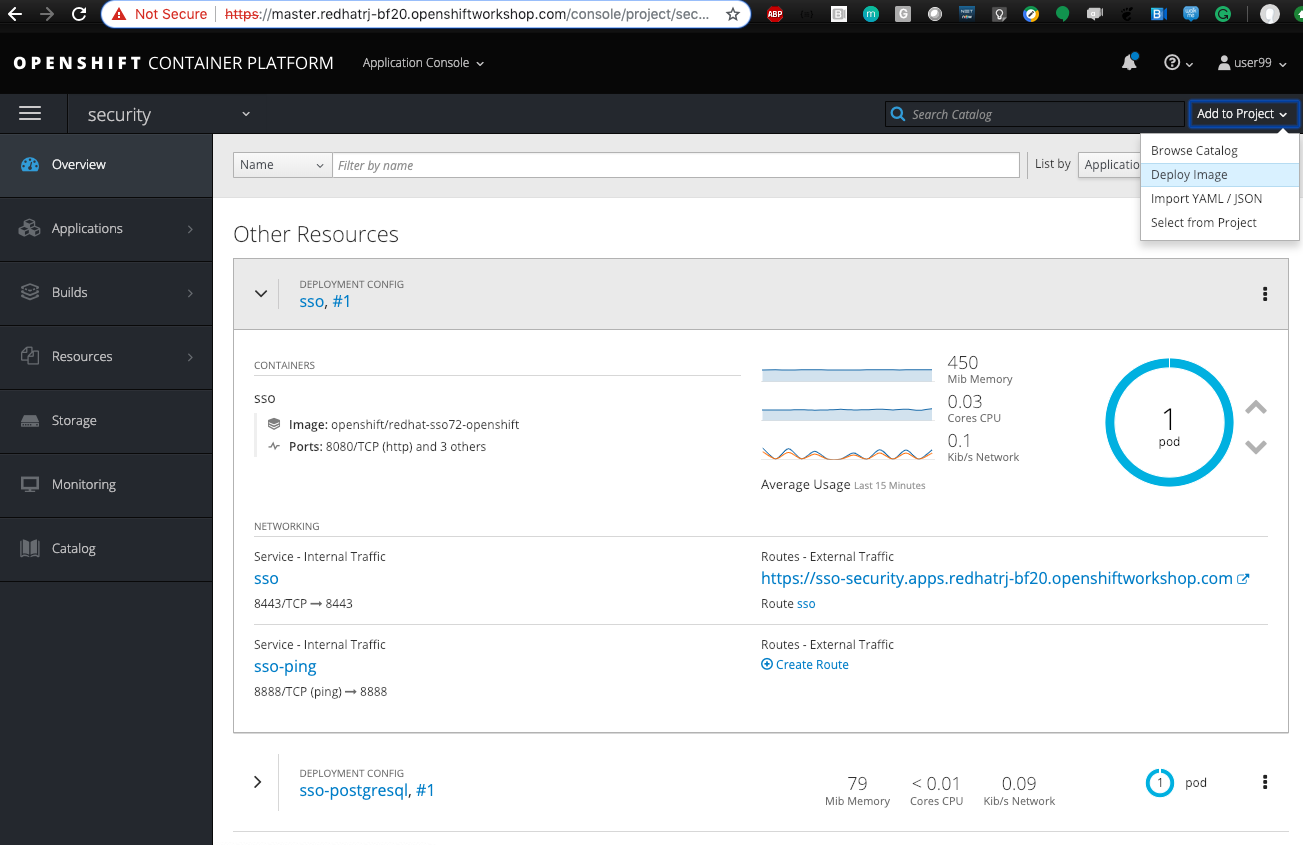 Not Secure | https://master.redhatrj-bf20.openshiftworkshop.com/console/project/sec...
ABP
OPENSHIFT CONTAINER PLATFORM
Application Console
user99
security
Search Catalog
Add to Project
Browse Catalog
Deploy Image
Import YAML / JSON
Select from Project
Overview
Applications
Builds
Resources
Storage
Monitoring
Catalog
Name
Filter by name
List by
Applicatio
Other Resources
DEPLOYMENT CONFIG
sso, #1
CONTAINERS
sso
Image: openshift/redhat-sso72-openshift
Ports: 8080/TCP (http) and 3 others
450
Mib Memory
0.03
Cores CPU
0.1
Kib/s Network
Average Usage Last 15 Minutes
1
pod
NETWORKING
Service - Internal Traffic
sso
8443/TCP → 8443
Routes - External Traffic
https://sso-security.apps.redhatrj-bf20.openshiftworkshop.com
Route sso
Service - Internal Traffic
sso-ping
8888/TCP (ping) → 8888
Routes - External Traffic
Create Route
DEPLOYMENT CONFIG
sso-postgresql, #1
79
Mib Memory
< 0.01
Cores CPU
0.09
Kib/s Network
1 pod